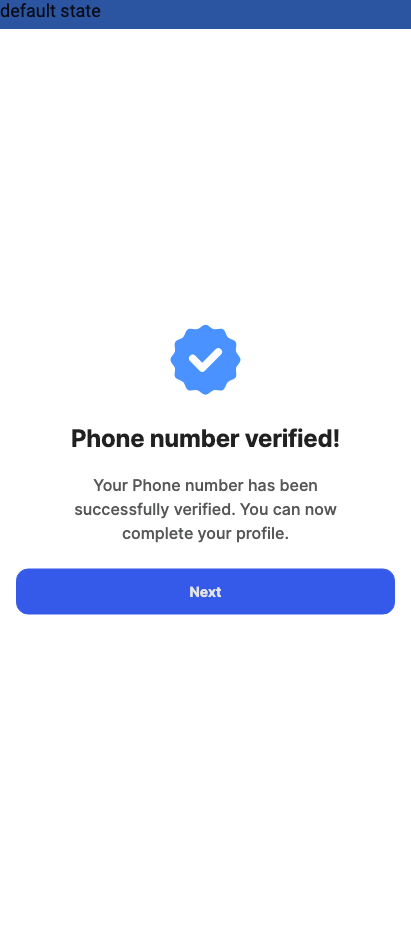 default state
Phone number verified!
Your Phone number has been
successfully verified. You can now
complete your profile.
Next